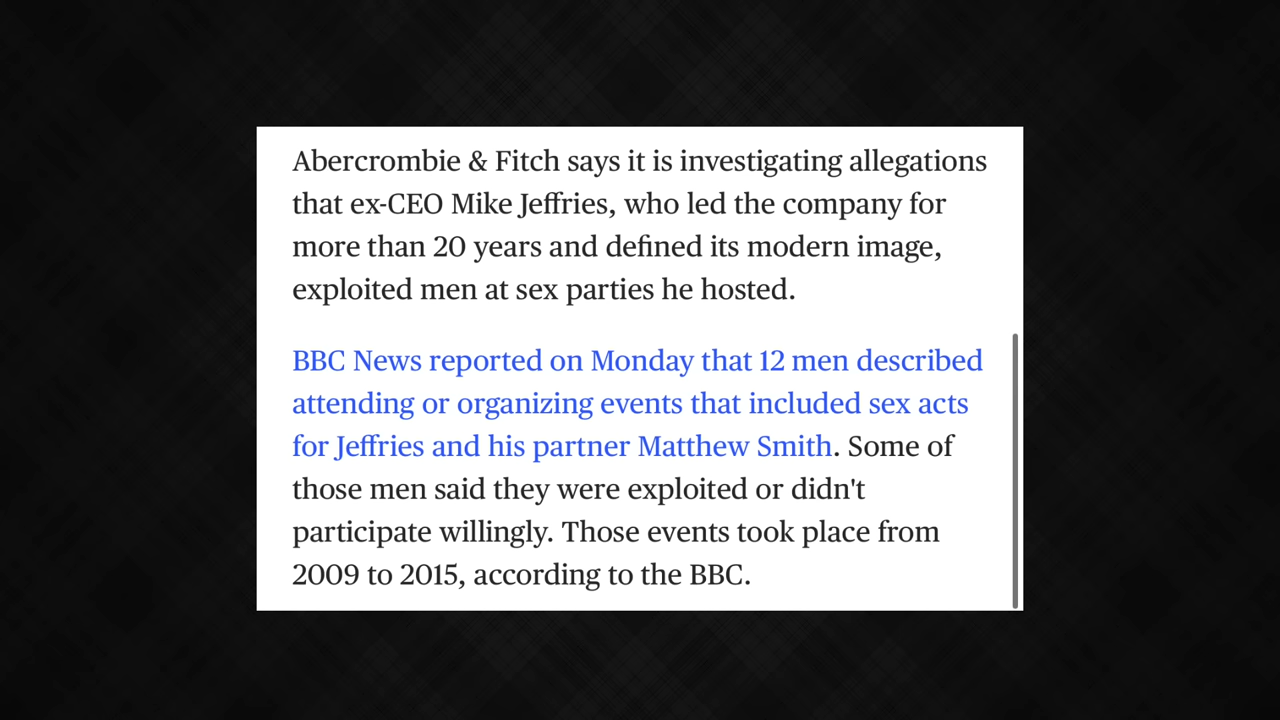 Abercrombie & Fitch says it is investigating allegations
that ex-CEO Mike Jeffries, who led the company for
more than 20 years and defined its modern image,
exploited men at sex parties he hosted.
BBC News reported on Monday that 12 men described
attending or organizing events that included sex acts
for Jeffries and his partner Matthew Smith. Some of
those men said they were exploited or didn't
participate willingly. Those events took place from
2009 to 2015, according to the BBC.